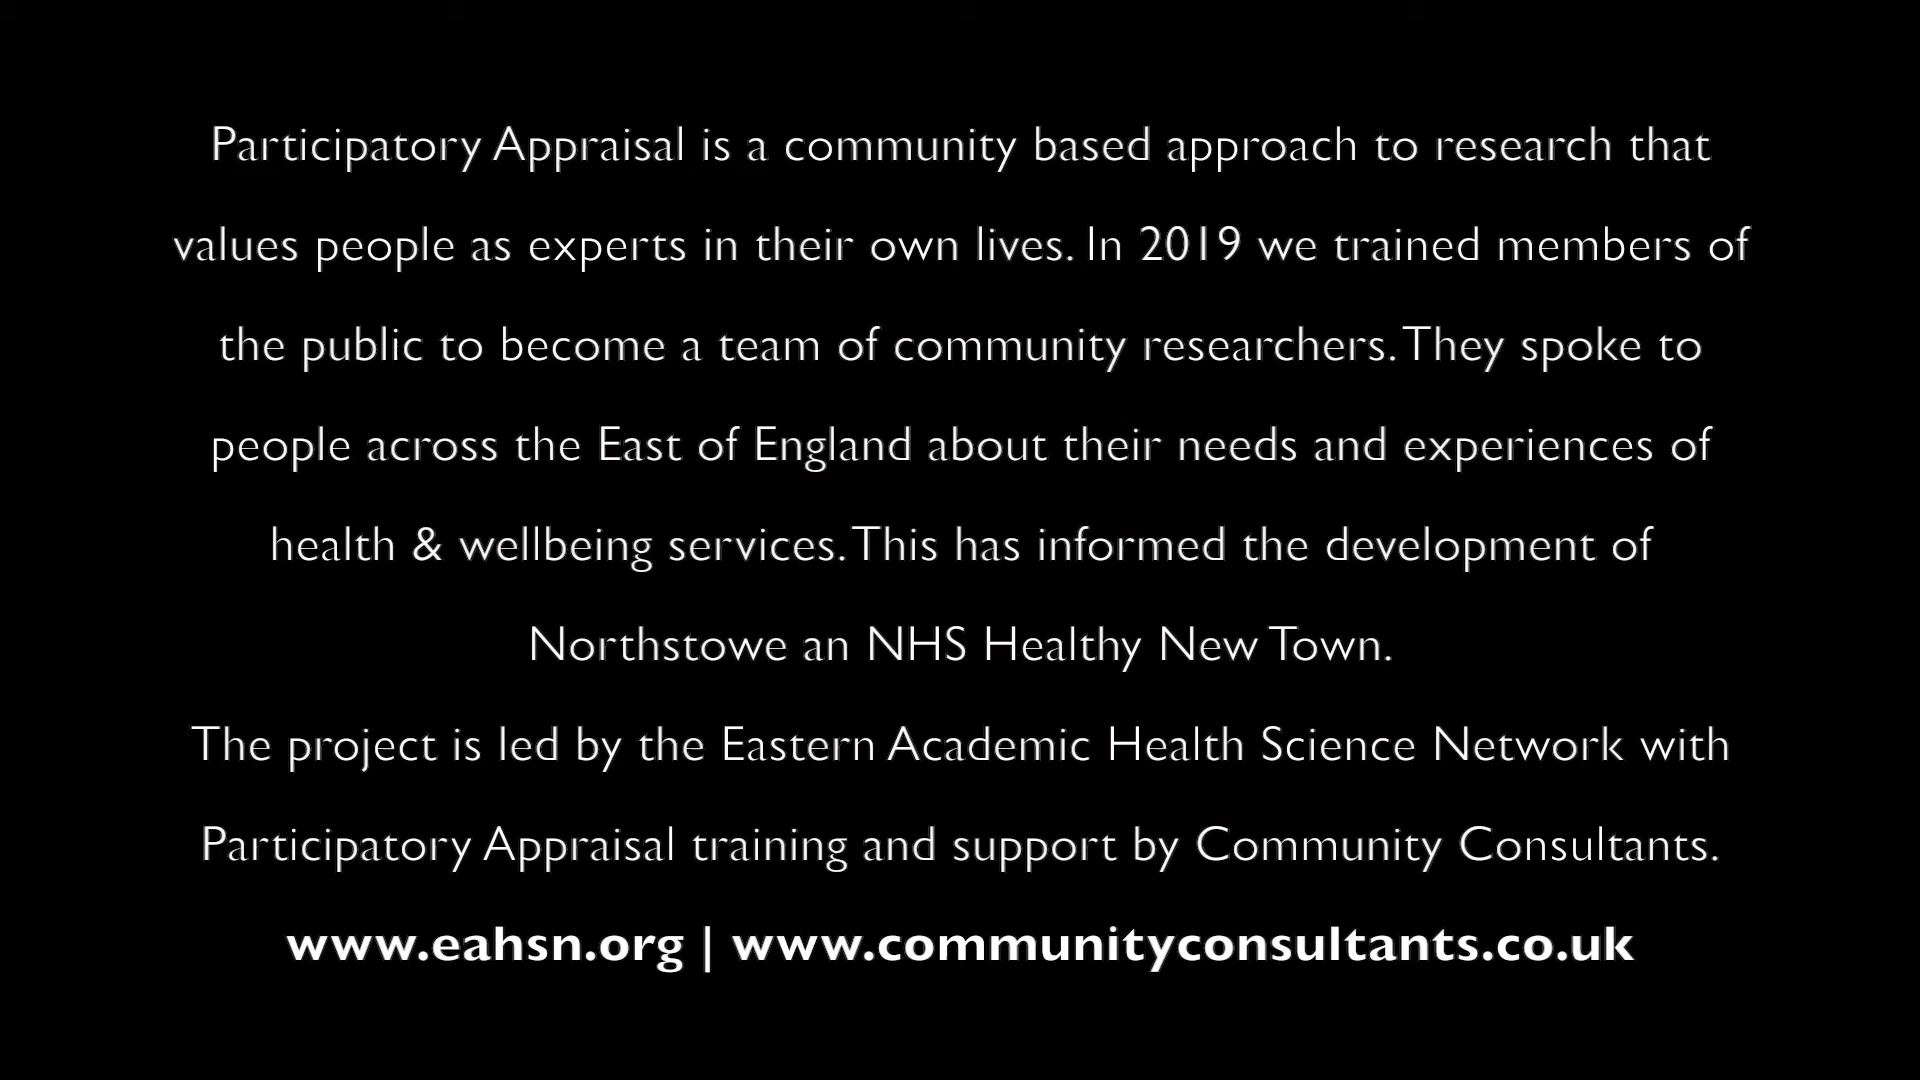 Participatory Appraisal is a community based approach to research that
values people as experts in their own lives. In 2019 we trained members of
the public to become a team of community researchers. They spoke to
people across the East of England about their needs and experiences of
health & wellbeing services. This has informed the development of
Northstowe an NHS Healthy New Town.
The project is led by the Eastern Academic Health Science Network with
Participatory Appraisal training and support by Community Consultants.
www.eahsn.org | www.communityconsultants.co.uk